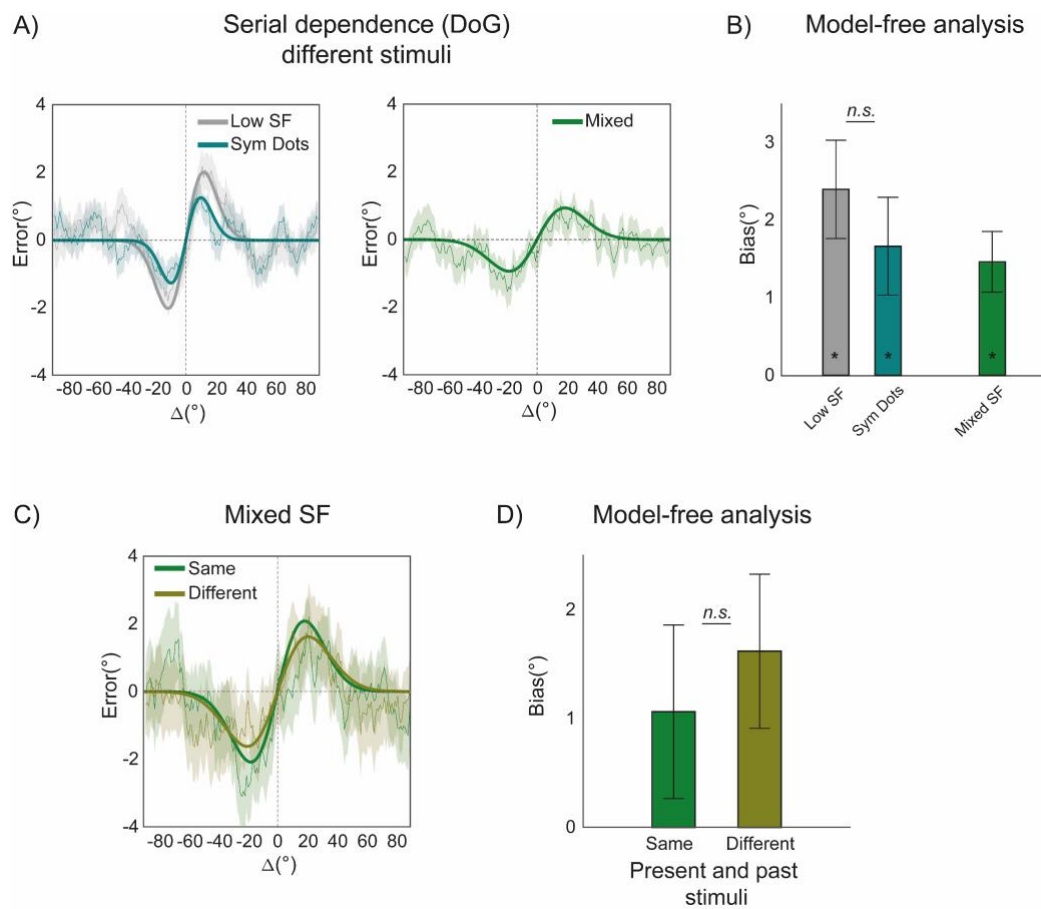 A)
Serial dependence (DoG)
different stimuli
4
2
0
-2
-4
Error(°)
Low SF
Sym Dots
-80 -60 -40 -20 0 20 40 60 80
Δ(°)
4
2
0
-2
-4
Error(°)
Mixed
-80 -60 -40 -20 0 20 40 60 80
Δ(°)
B)
Model-free analysis
n.s.
3
2
1
0
Bias(°)
* * *
Low SF
Sym Dots
Mixed SF
C)
Mixed SF
4
2
0
-2
-4
Error(°)
Same
Different
-80 -60 -40 -20 0 20 40 60 80
Δ(°)
D)
Model-free analysis
2
1
0
Bias(°)
n.s.
Same Different
Present and past
stimuli